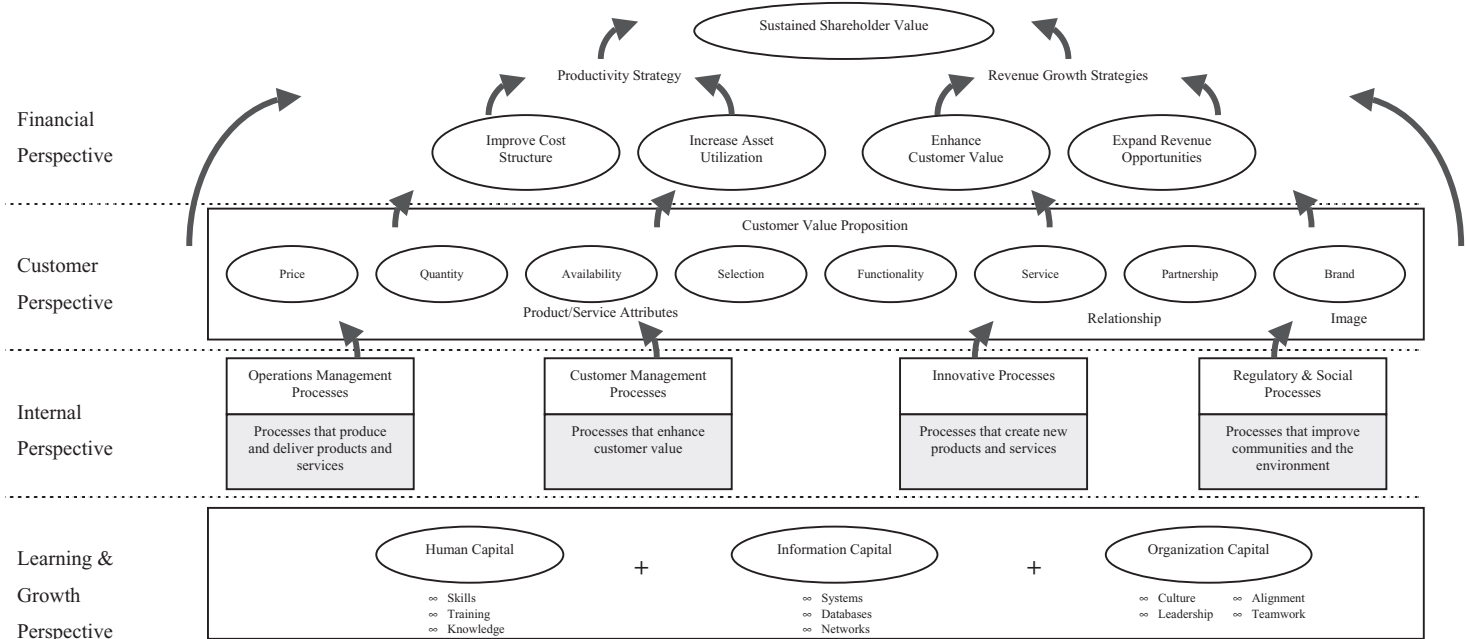 Sustained Shareholder Value
Productivity Strategy
Revenue Growth Strategies
Financial
Perspective
Improve Cost
Structure
Increase Asset
Utilization
Enhance
Customer Value
Expand Revenue
Opportunities
Customer
Perspective
Customer Value Proposition
Price
Quantity
Availability
Selection
Functionality
Service
Partnership
Brand
Product/Service Attributes
Relationship
Image
Internal
Perspective
Operations Management
Processes
Processes that produce
and deliver products and
services
Customer Management
Processes
Processes that enhance
customer value
Innovative Processes
Processes that create new
products and services
Regulatory & Social
Processes
Processes that improve
communities and the
environment
Learning &
Growth
Perspective
Human Capital
∞ Skills
∞ Training
∞ Knowledge
+
Information Capital
∞ Systems
∞ Databases
∞ Networks
+
Organization Capital
∞ Culture ∞ Alignment
∞ Leadership ∞ Teamwork